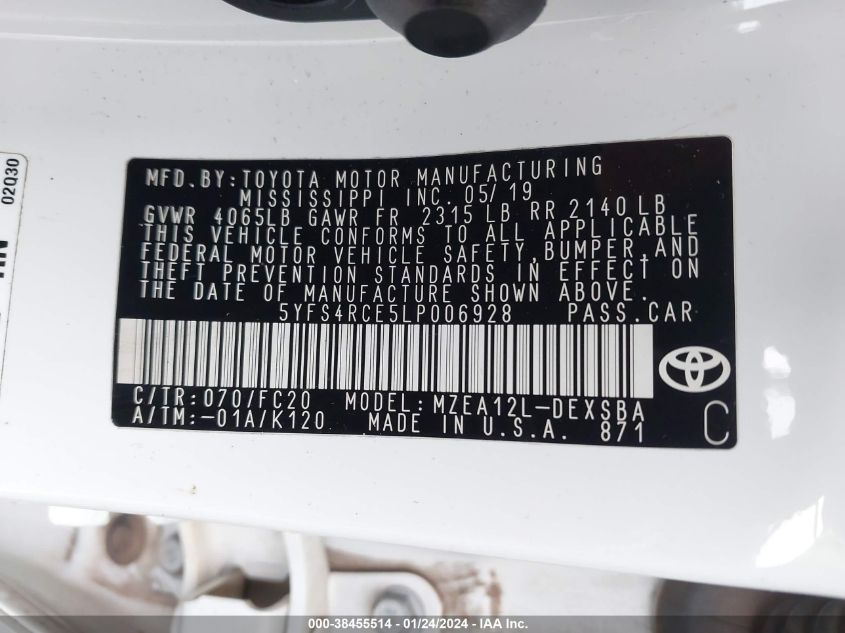 MFD.BY:TOYOTA MOTOR MANUFACTURING
MISSISSIPPI INC. 05/19
GVWR 4065LB GAWR FR 2315 LB RR 2140 LB
THIS VEHICLE CONFORMS TO ALL APPLICABLE
FEDERAL MOTOR VEHICLE SAFETY,BUMPER,AND
THEFT PREVENTION STANDARDS IN EFFECT ON
THE DATE OF MANUFACTURE SHOWN ABOVE.
5YFS4RCE5LP006928 PASS.CAR
C/TR:070/FC20 MODEL:MZEA12L-DEXSBA
A/TM:-01A/K120 MADE IN U.S.A. 871
C
02Q30
000-38455514 - 01/24/2024 - IAA Inc.